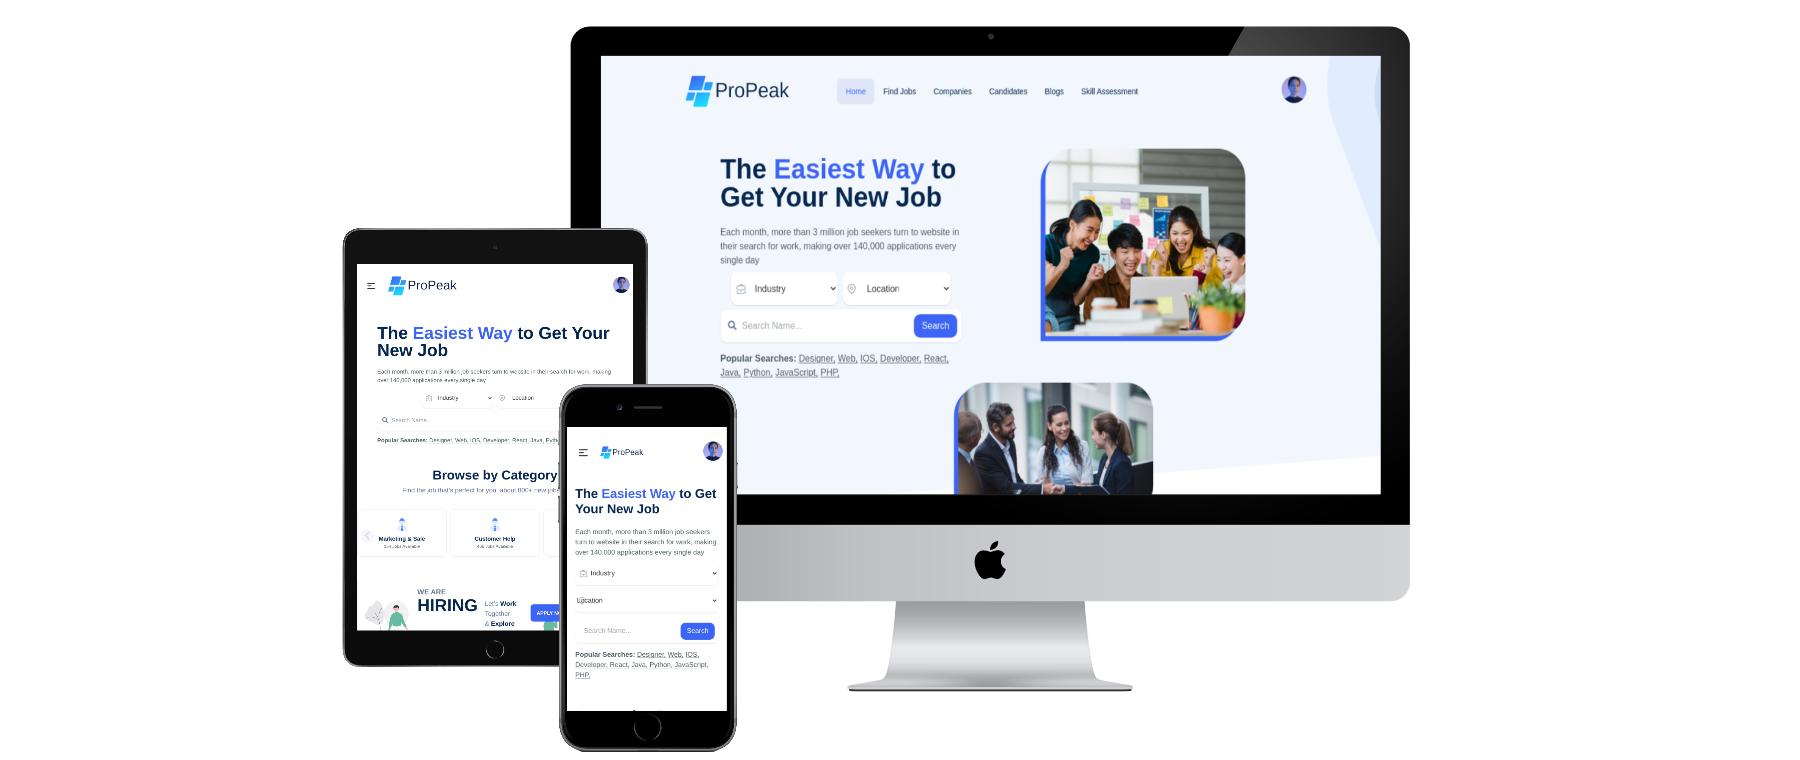 ProPeak
Home Find Jobs Companies Candidates Blogs Skill Assessment
The Easiest Way to
Get Your New Job
Each month, more than 3 million job seekers turn to website in
their search for work, making over 140,000 applications every
single day
Industry Location
Search Name... Search
Popular Searches: Designer, Web, IOS, Developer, React,
Java, Python, JavaScript, PHP,
ProPeak
The Easiest Way to Get Your
New Job
Each month, more than 3 million job seekers turn to website in their search for work, making
over 140,000 applications every single day
Industry Location
Search Name...
Popular Searches: Designer, Web, IOS, Developer, React, Java,
Browse by Category
Find the job that's perfect for you. about 800+ new jobs
Marketing & Sale Customer Help
Jobs Available Jobs Available
WE ARE
HIRING
Let's Work
Together
& Explore
APPLY
ProPeak
The Easiest Way to Get
Your New Job
Each month, more than 3 million job seekers
turn to website in their search for work, making
over 140,000 applications every single day
Industry
Location
Search Name... Search
Popular Searches: Designer, Web, IOS,
Developer, React, Java, Python, JavaScript,
PHP,